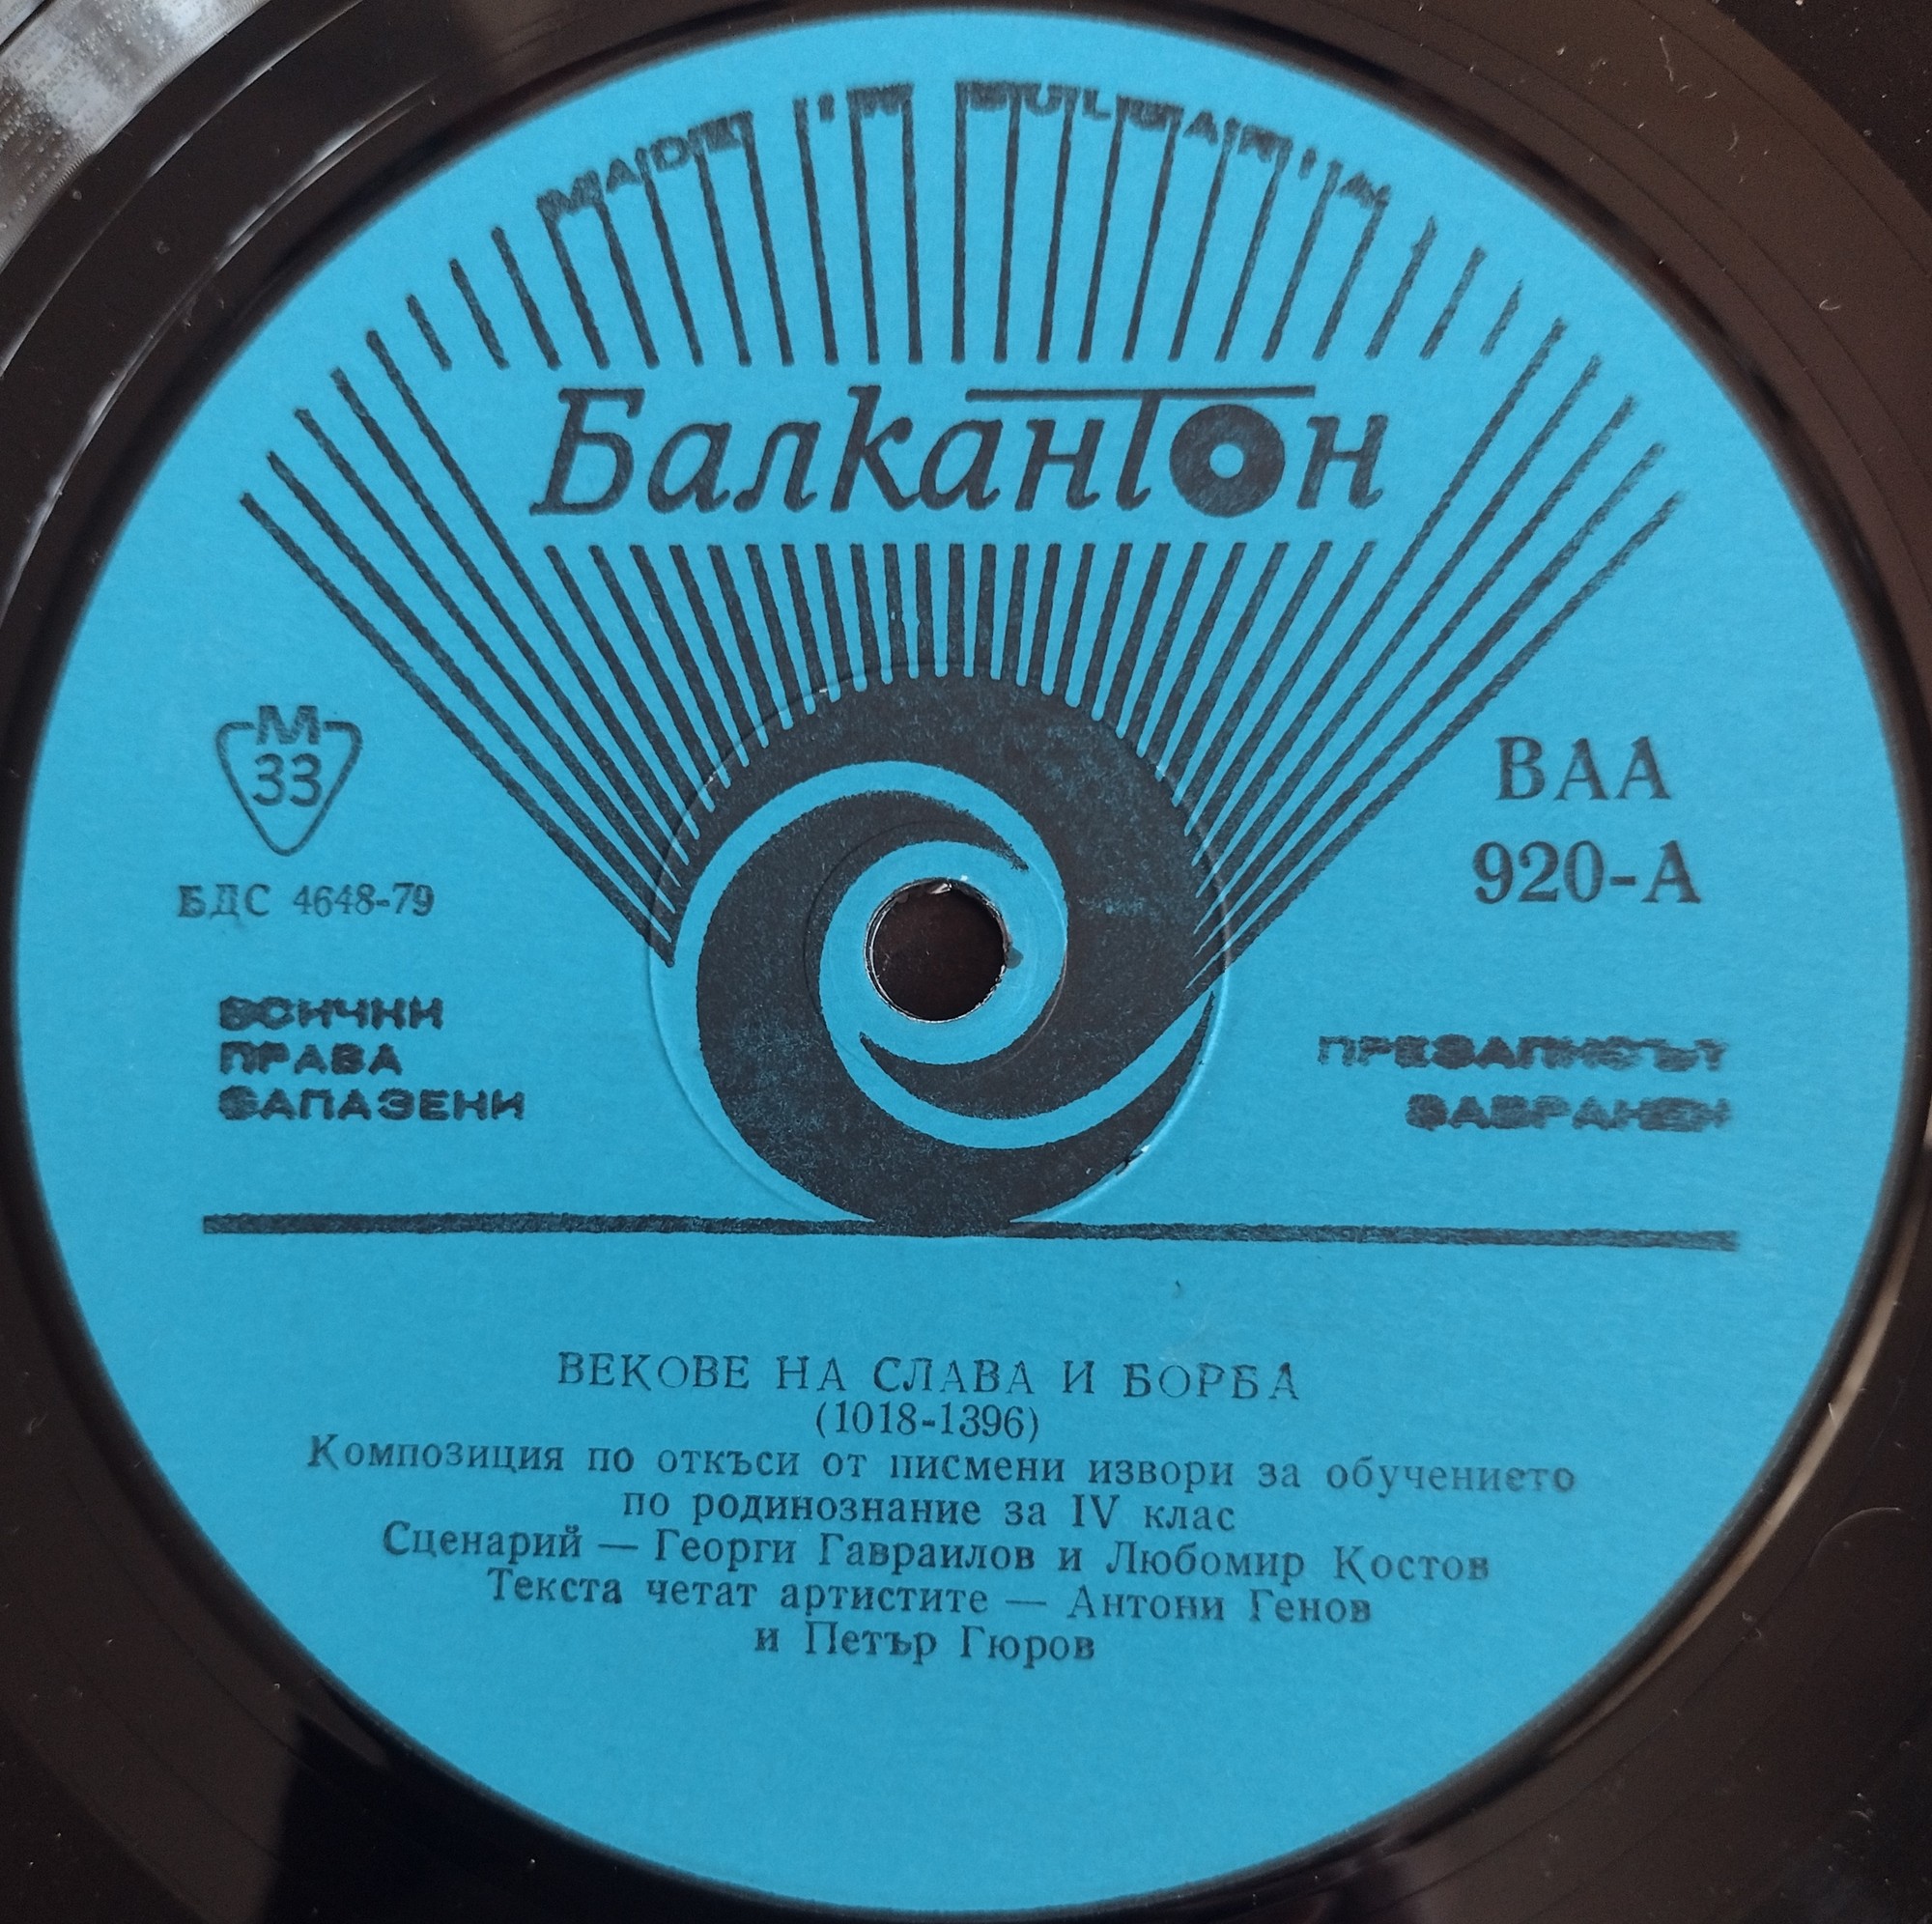 MADE IN BULGARIA
Балкантон
М
33
БДС 4648-79
ВАА
920-А
ВСИЧКИ
ПРАВА
ЗАПАЗЕНИ
ПРЕЗАПИСЪТ
ЗАБРАНЕН
ВЕКОВЕ НА СЛАВА И БОРБА
(1018-1396)
Композиция по откъси от писмени извори за обучението
по родинознание за IV клас
Сценарий — Георги Гавраилов и Любомир Костов
Текста четат артистите — Антони Генов
и Петър Гюров